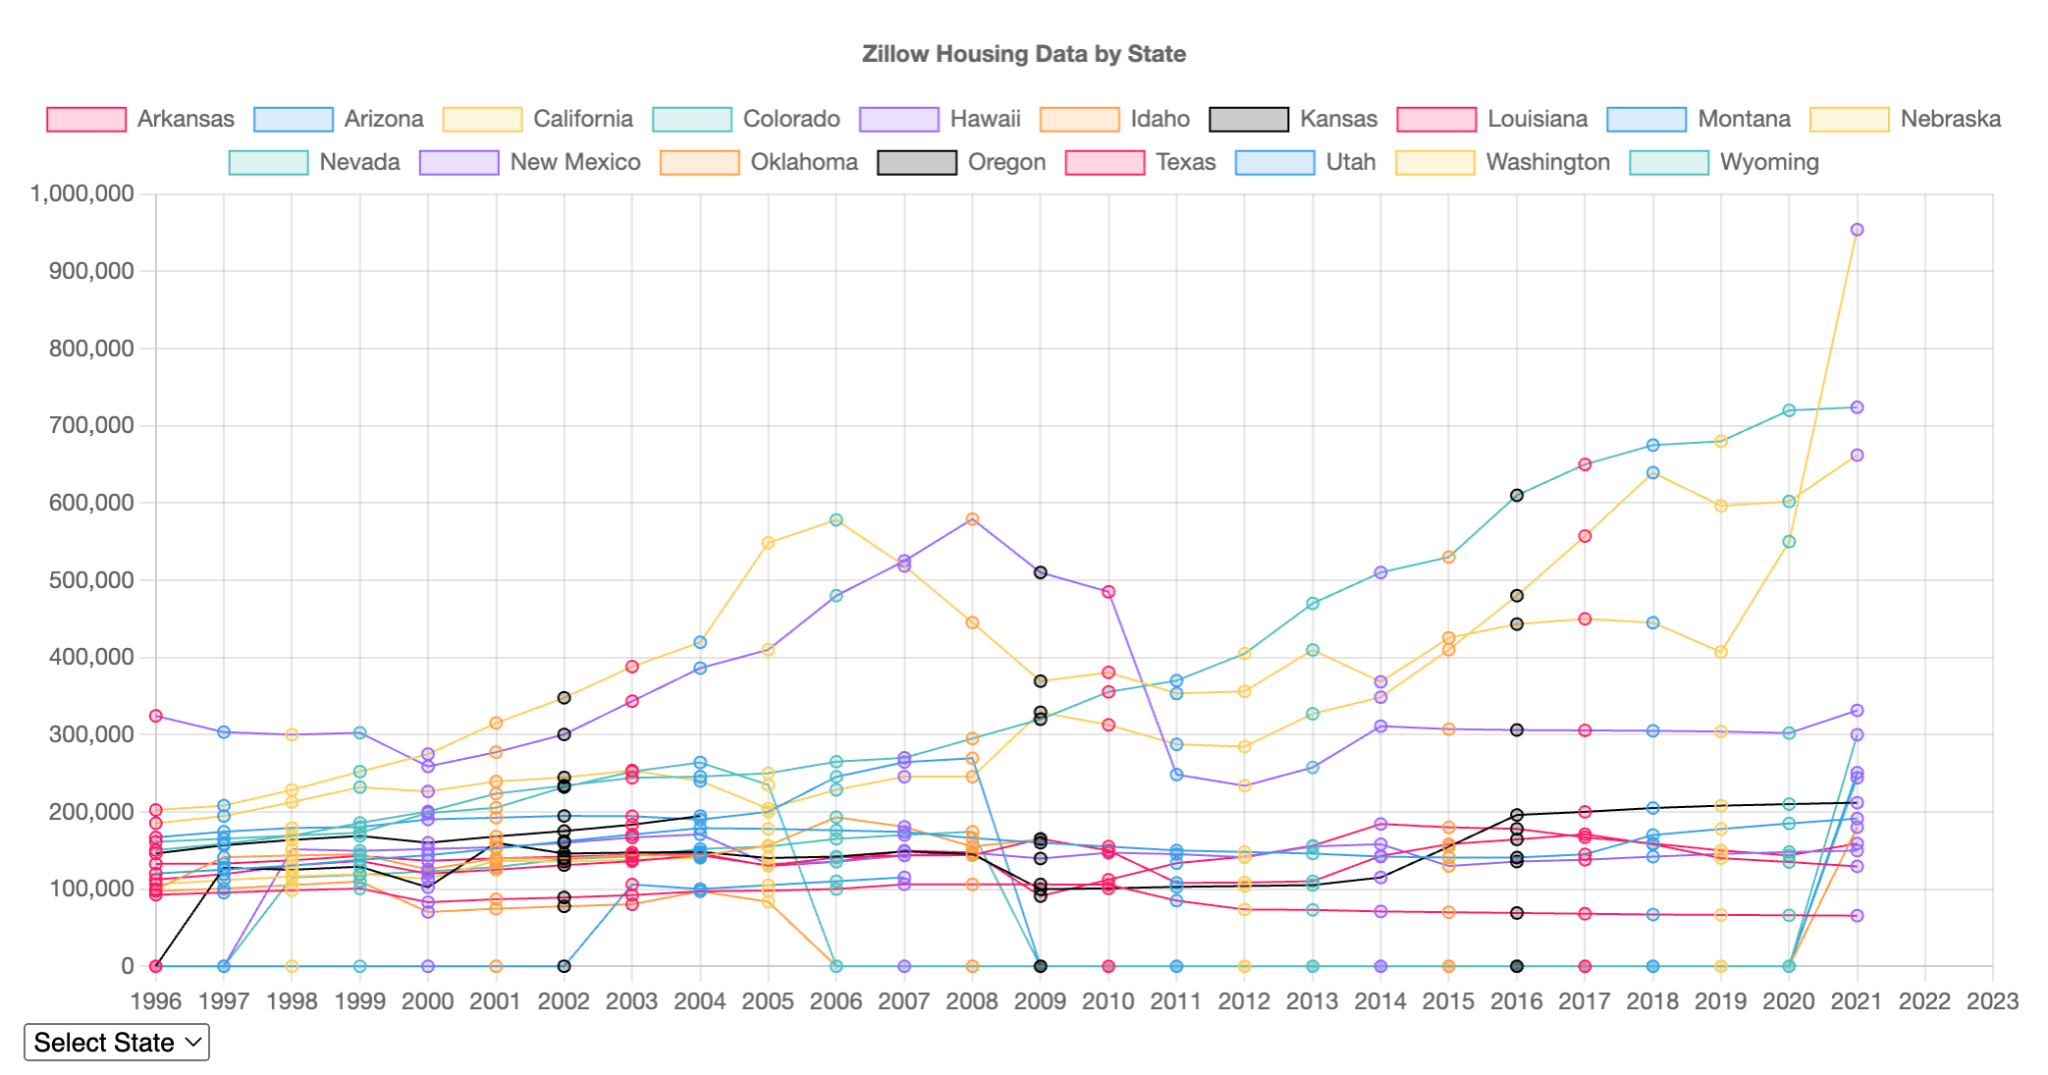 Zillow Housing Data by State
Arkansas Arizona California Colorado Hawaii Idaho Kansas Louisiana Montana Nebraska
Nevada New Mexico Oklahoma Oregon Texas Utah Washington Wyoming
1,000,000
900,000
800,000
700,000
600,000
500,000
400,000
300,000
200,000
100,000
0
1996 1997 1998 1999 2000 2001 2002 2003 2004 2005 2006 2007 2008 2009 2010 2011 2012 2013 2014 2015 2016 2017 2018 2019 2020 2021 2022 2023
Select State